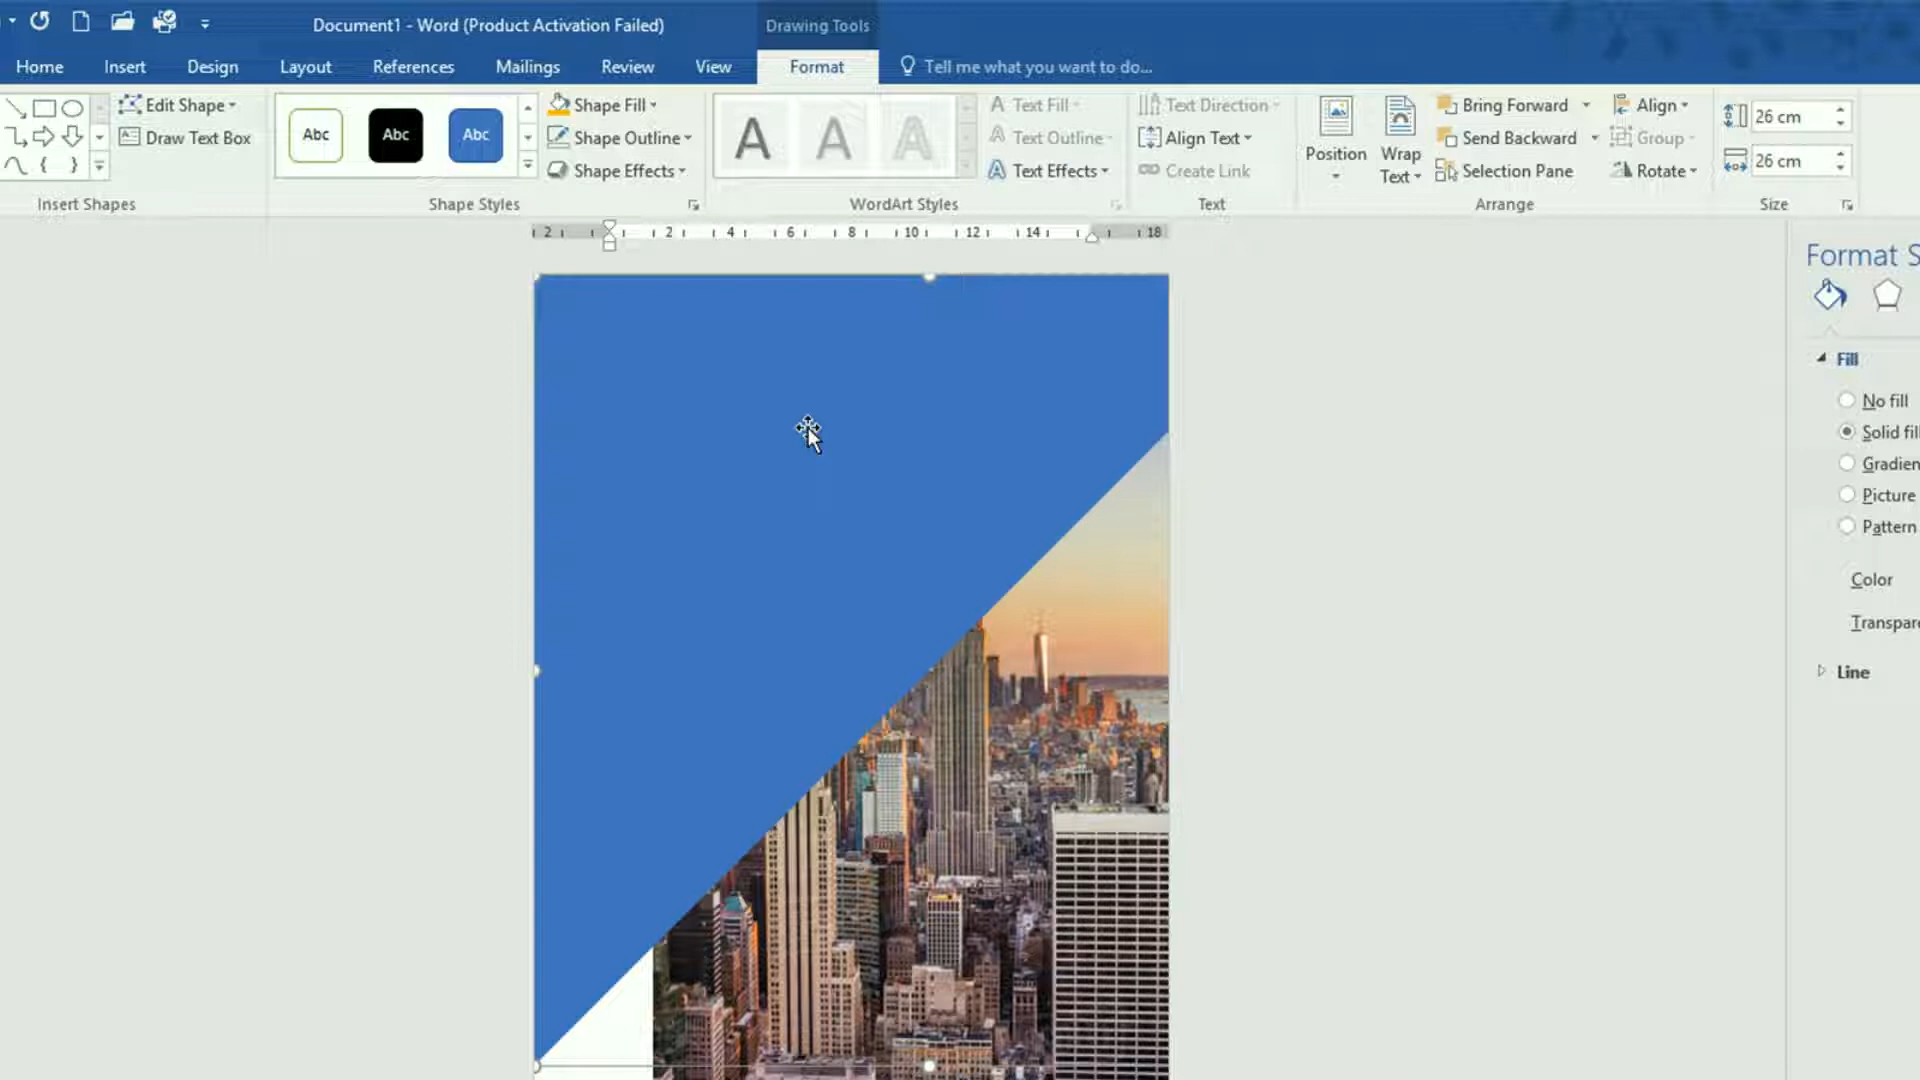 Document1 - Word (Product Activation Failed)
Drawing Tools
Home Insert Design Layout References Mailings Review View Format Tell me what you want to do...
Edit Shape
Draw Text Box
Insert Shapes
Abc Abc Abc
Shape Fill
Shape Outline
Shape Effects
Shape Styles
A A A
A Text Fill
A Text Outline
A Text Effects
WordArt Styles
Text Direction
Align Text
Create Link
Text
Position
Wrap
Text
Bring Forward
Send Backward
Selection Pane
Align
Group
Rotate
Arrange
26 cm
26 cm
Size
2 2 4 6 8 10 12 14 18
Format S
Fill
No fill
Solid fil
Gradien
Picture
Pattern
Color
Transpar
Line